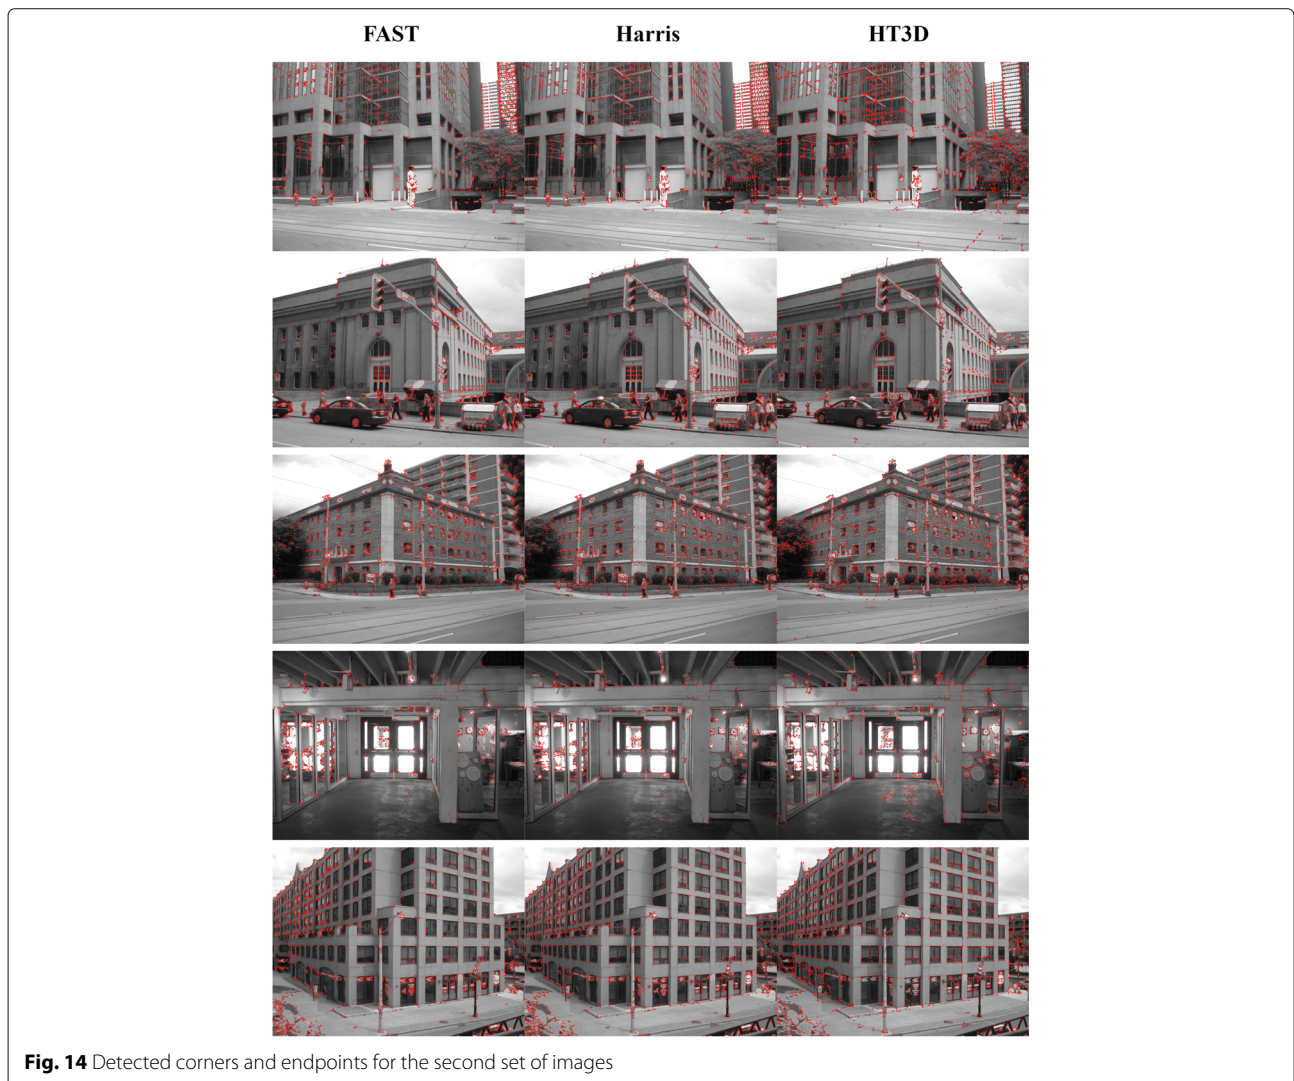 FAST Harris HT3D
Fig. 14 Detected corners and endpoints for the second set of images